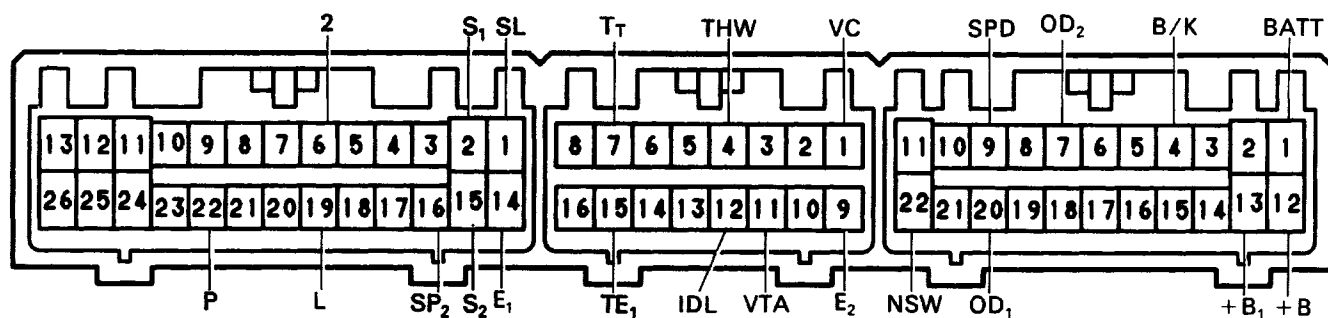 2 S₁ SL T_T THW VC SPD OD₂ B/K BATT
13 12 11 10 9 8 7 6 5 4 3 2 1 8 7 6 5 4 3 2 1 11 10 9 8 7 6 5 4 3 2 1
26 25 24 23 22 21 20 19 18 17 16 15 14 16 15 14 13 12 11 10 9 22 21 20 19 18 17 16 15 14 13 12
P L SP₂ S₂ E₁ TE₁ IDL VTA E₂ NSW OD₁ +B₁ +B